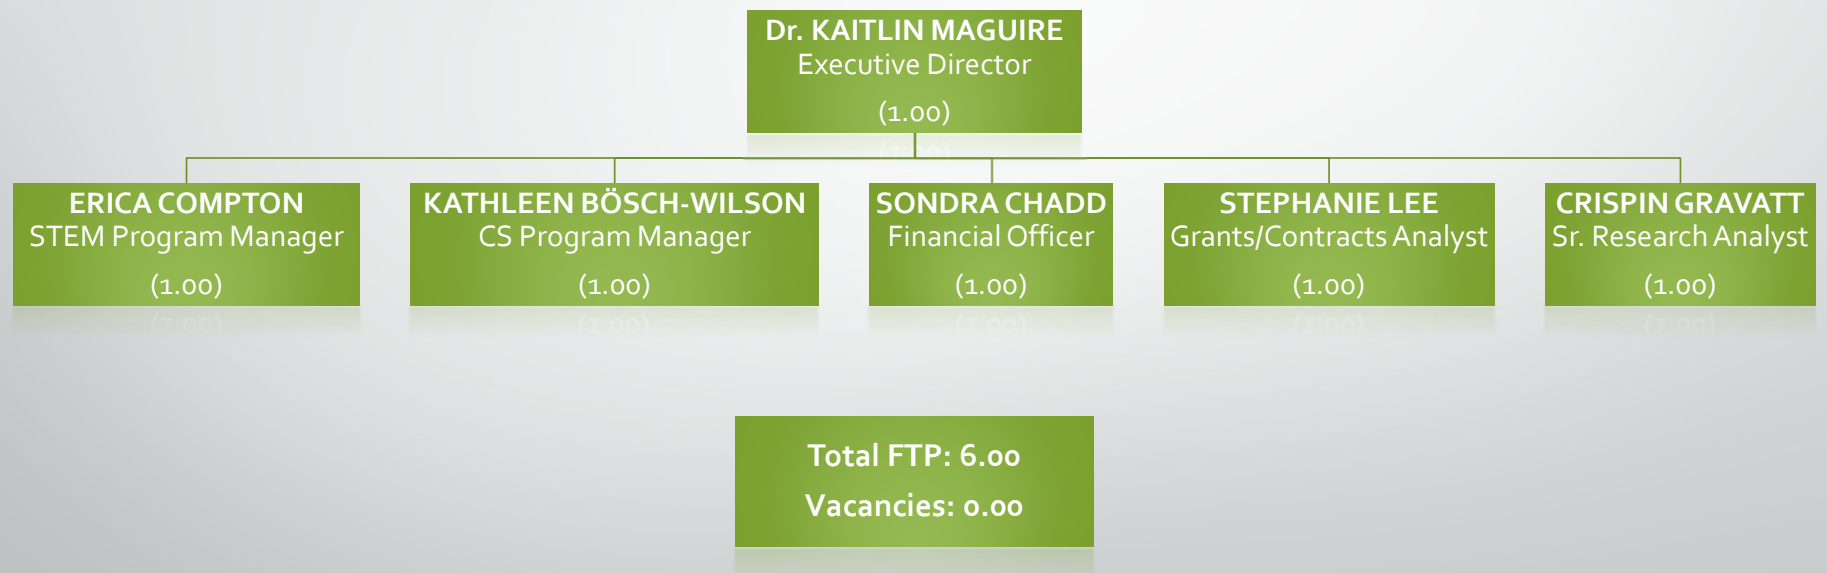 Dr. KAITLIN MAGUIRE
Executive Director
(1.00)
ERICA COMPTON
STEM Program Manager
(1.00)
KATHLEEN BÖSCH-WILSON
CS Program Manager
(1.00)
SONDRA CHADD
Financial Officer
(1.00)
STEPHANIE LEE
Grants/Contracts Analyst
(1.00)
CRISPIN GRAVATT
Sr. Research Analyst
(1.00)
Total FTP: 6.00
Vacancies: 0.00